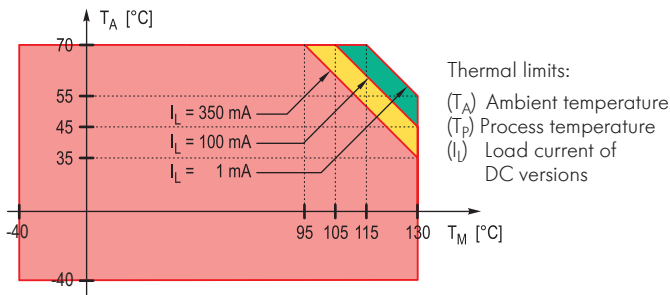 T_A [°C]
70
55
45
35
I_L = 350 mA
I_L = 100 mA
I_L = 1 mA
-40
95 105 115 130 T_M [°C]
-40
Thermal limits:
(T_A) Ambient temperature
(T_P) Process temperature
(I_L) Load current of
DC versions